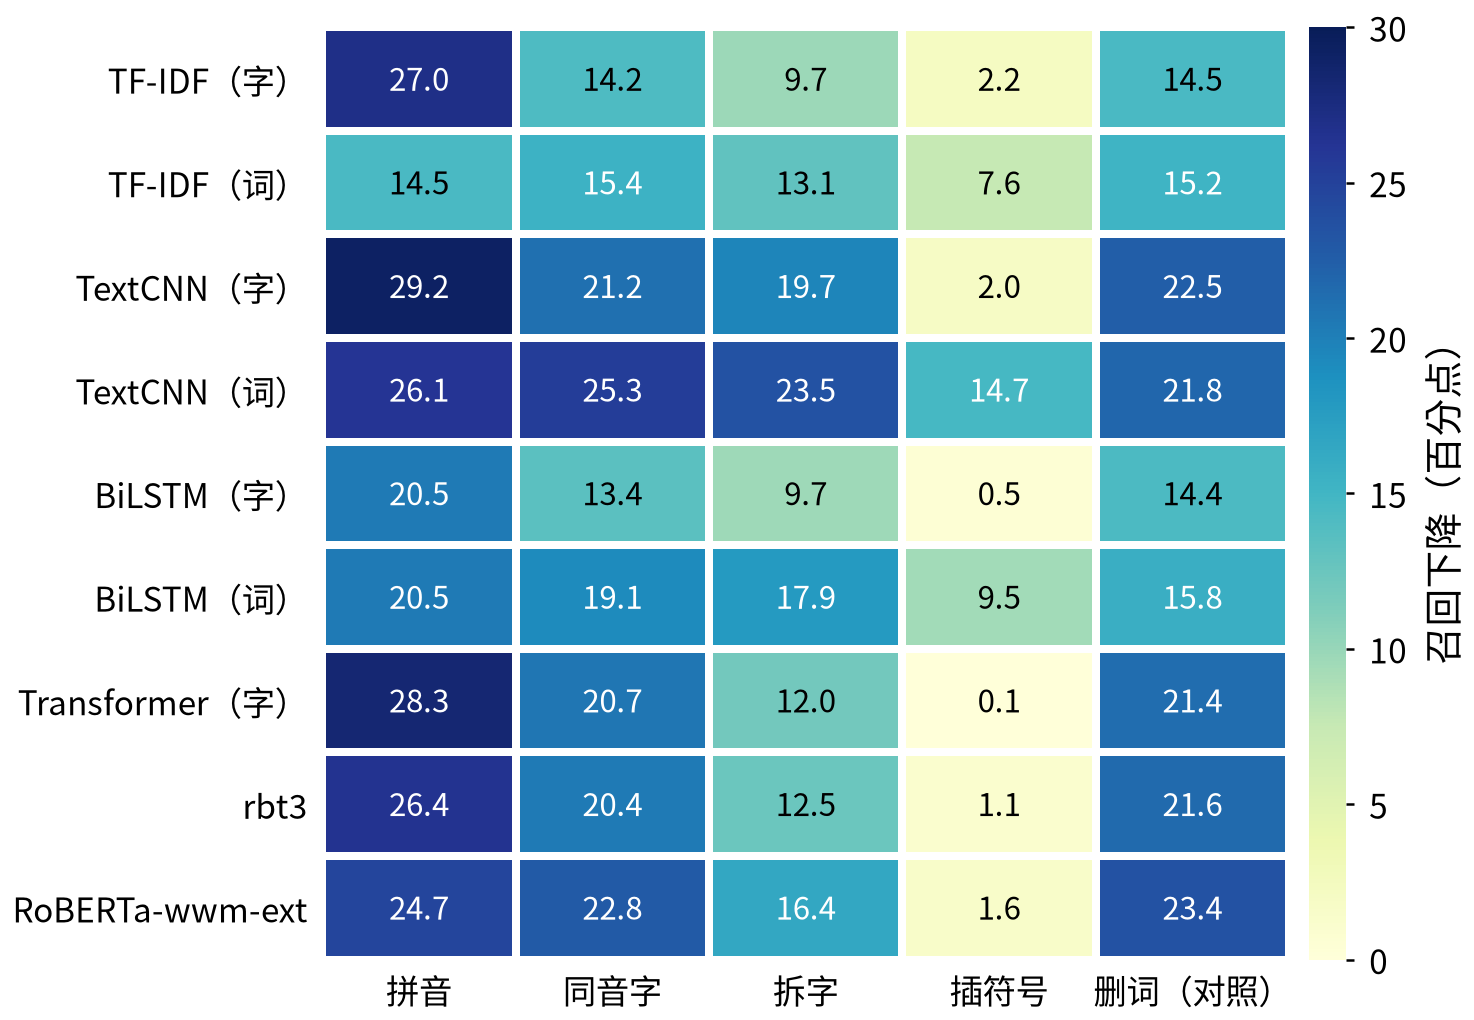 TF-IDF（字） 27.0 14.2 9.7 2.2 14.5
TF-IDF（词） 14.5 15.4 13.1 7.6 15.2
TextCNN（字） 29.2 21.2 19.7 2.0 22.5
TextCNN（词） 26.1 25.3 23.5 14.7 21.8
BiLSTM（字） 20.5 13.4 9.7 0.5 14.4
BiLSTM（词） 20.5 19.1 17.9 9.5 15.8
Transformer（字） 28.3 20.7 12.0 0.1 21.4
rbt3 26.4 20.4 12.5 1.1 21.6
RoBERTa-wwm-ext 24.7 22.8 16.4 1.6 23.4
拼音 同音字 拆字 插符号 删词（对照）
30
25
20
15
10
5
0
召回下降（百分点）